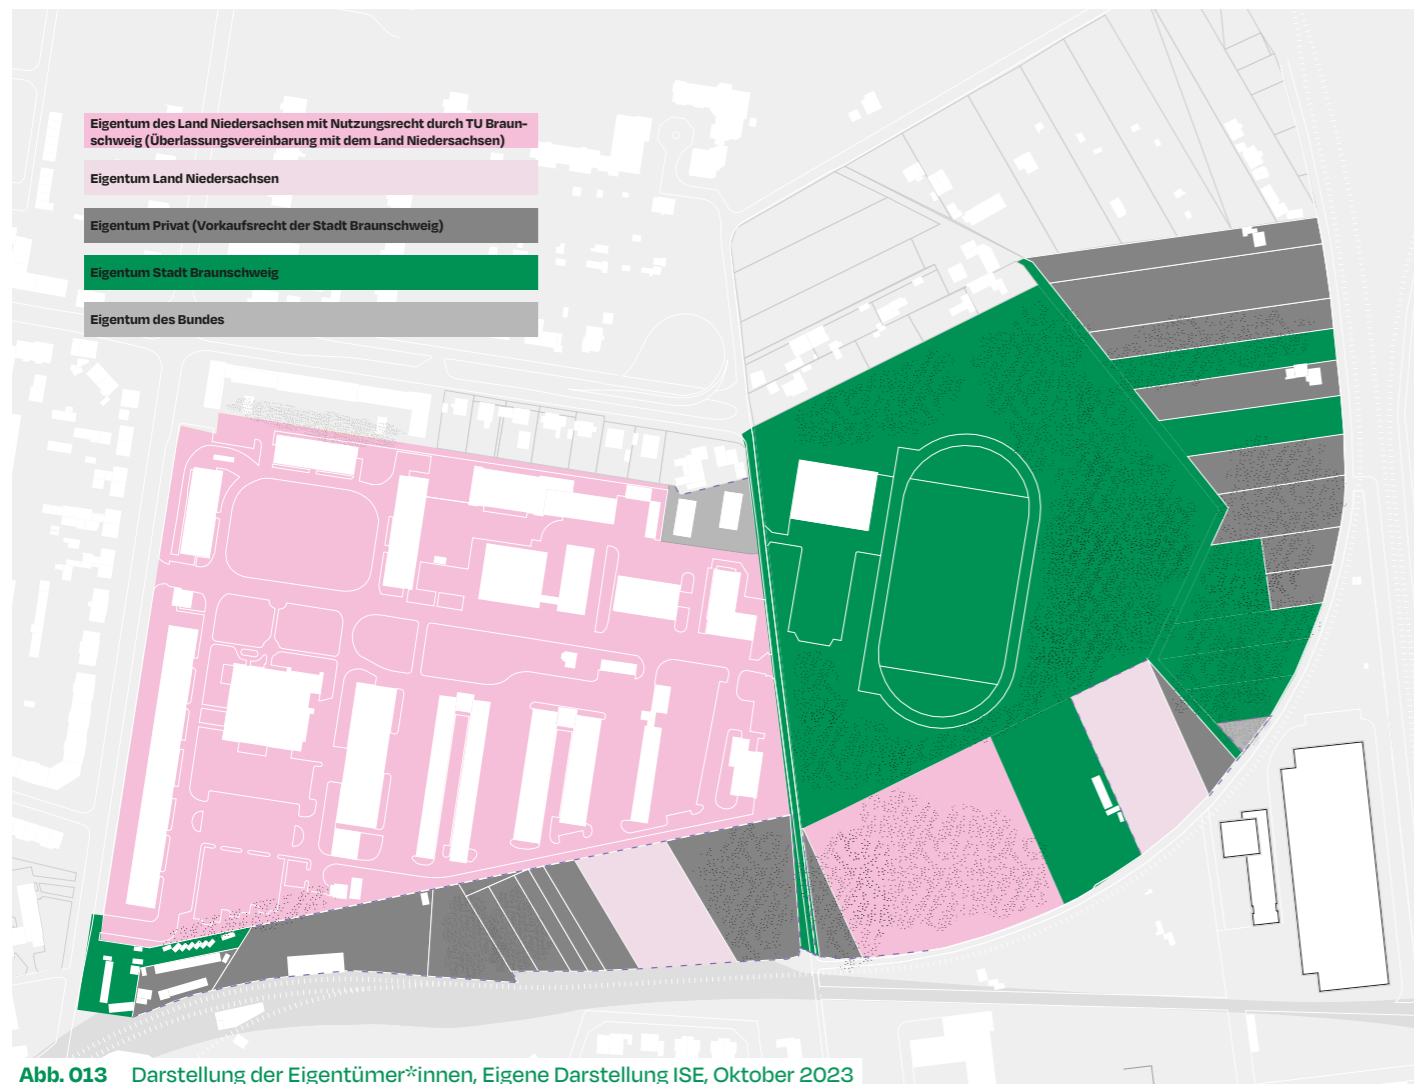 Eigentum des Land Niedersachsen mit Nutzungsrecht durch TU Braun-
schweig (Überlassungsvereinbarung mit dem Land Niedersachsen)
Eigentum Land Niedersachsen
Eigentum Privat (Vorkaufsrecht der Stadt Braunschweig)
Eigentum Stadt Braunschweig
Eigentum des Bundes
Abb. 013 Darstellung der Eigentümer*innen, Eigene Darstellung ISE, Oktober 2023